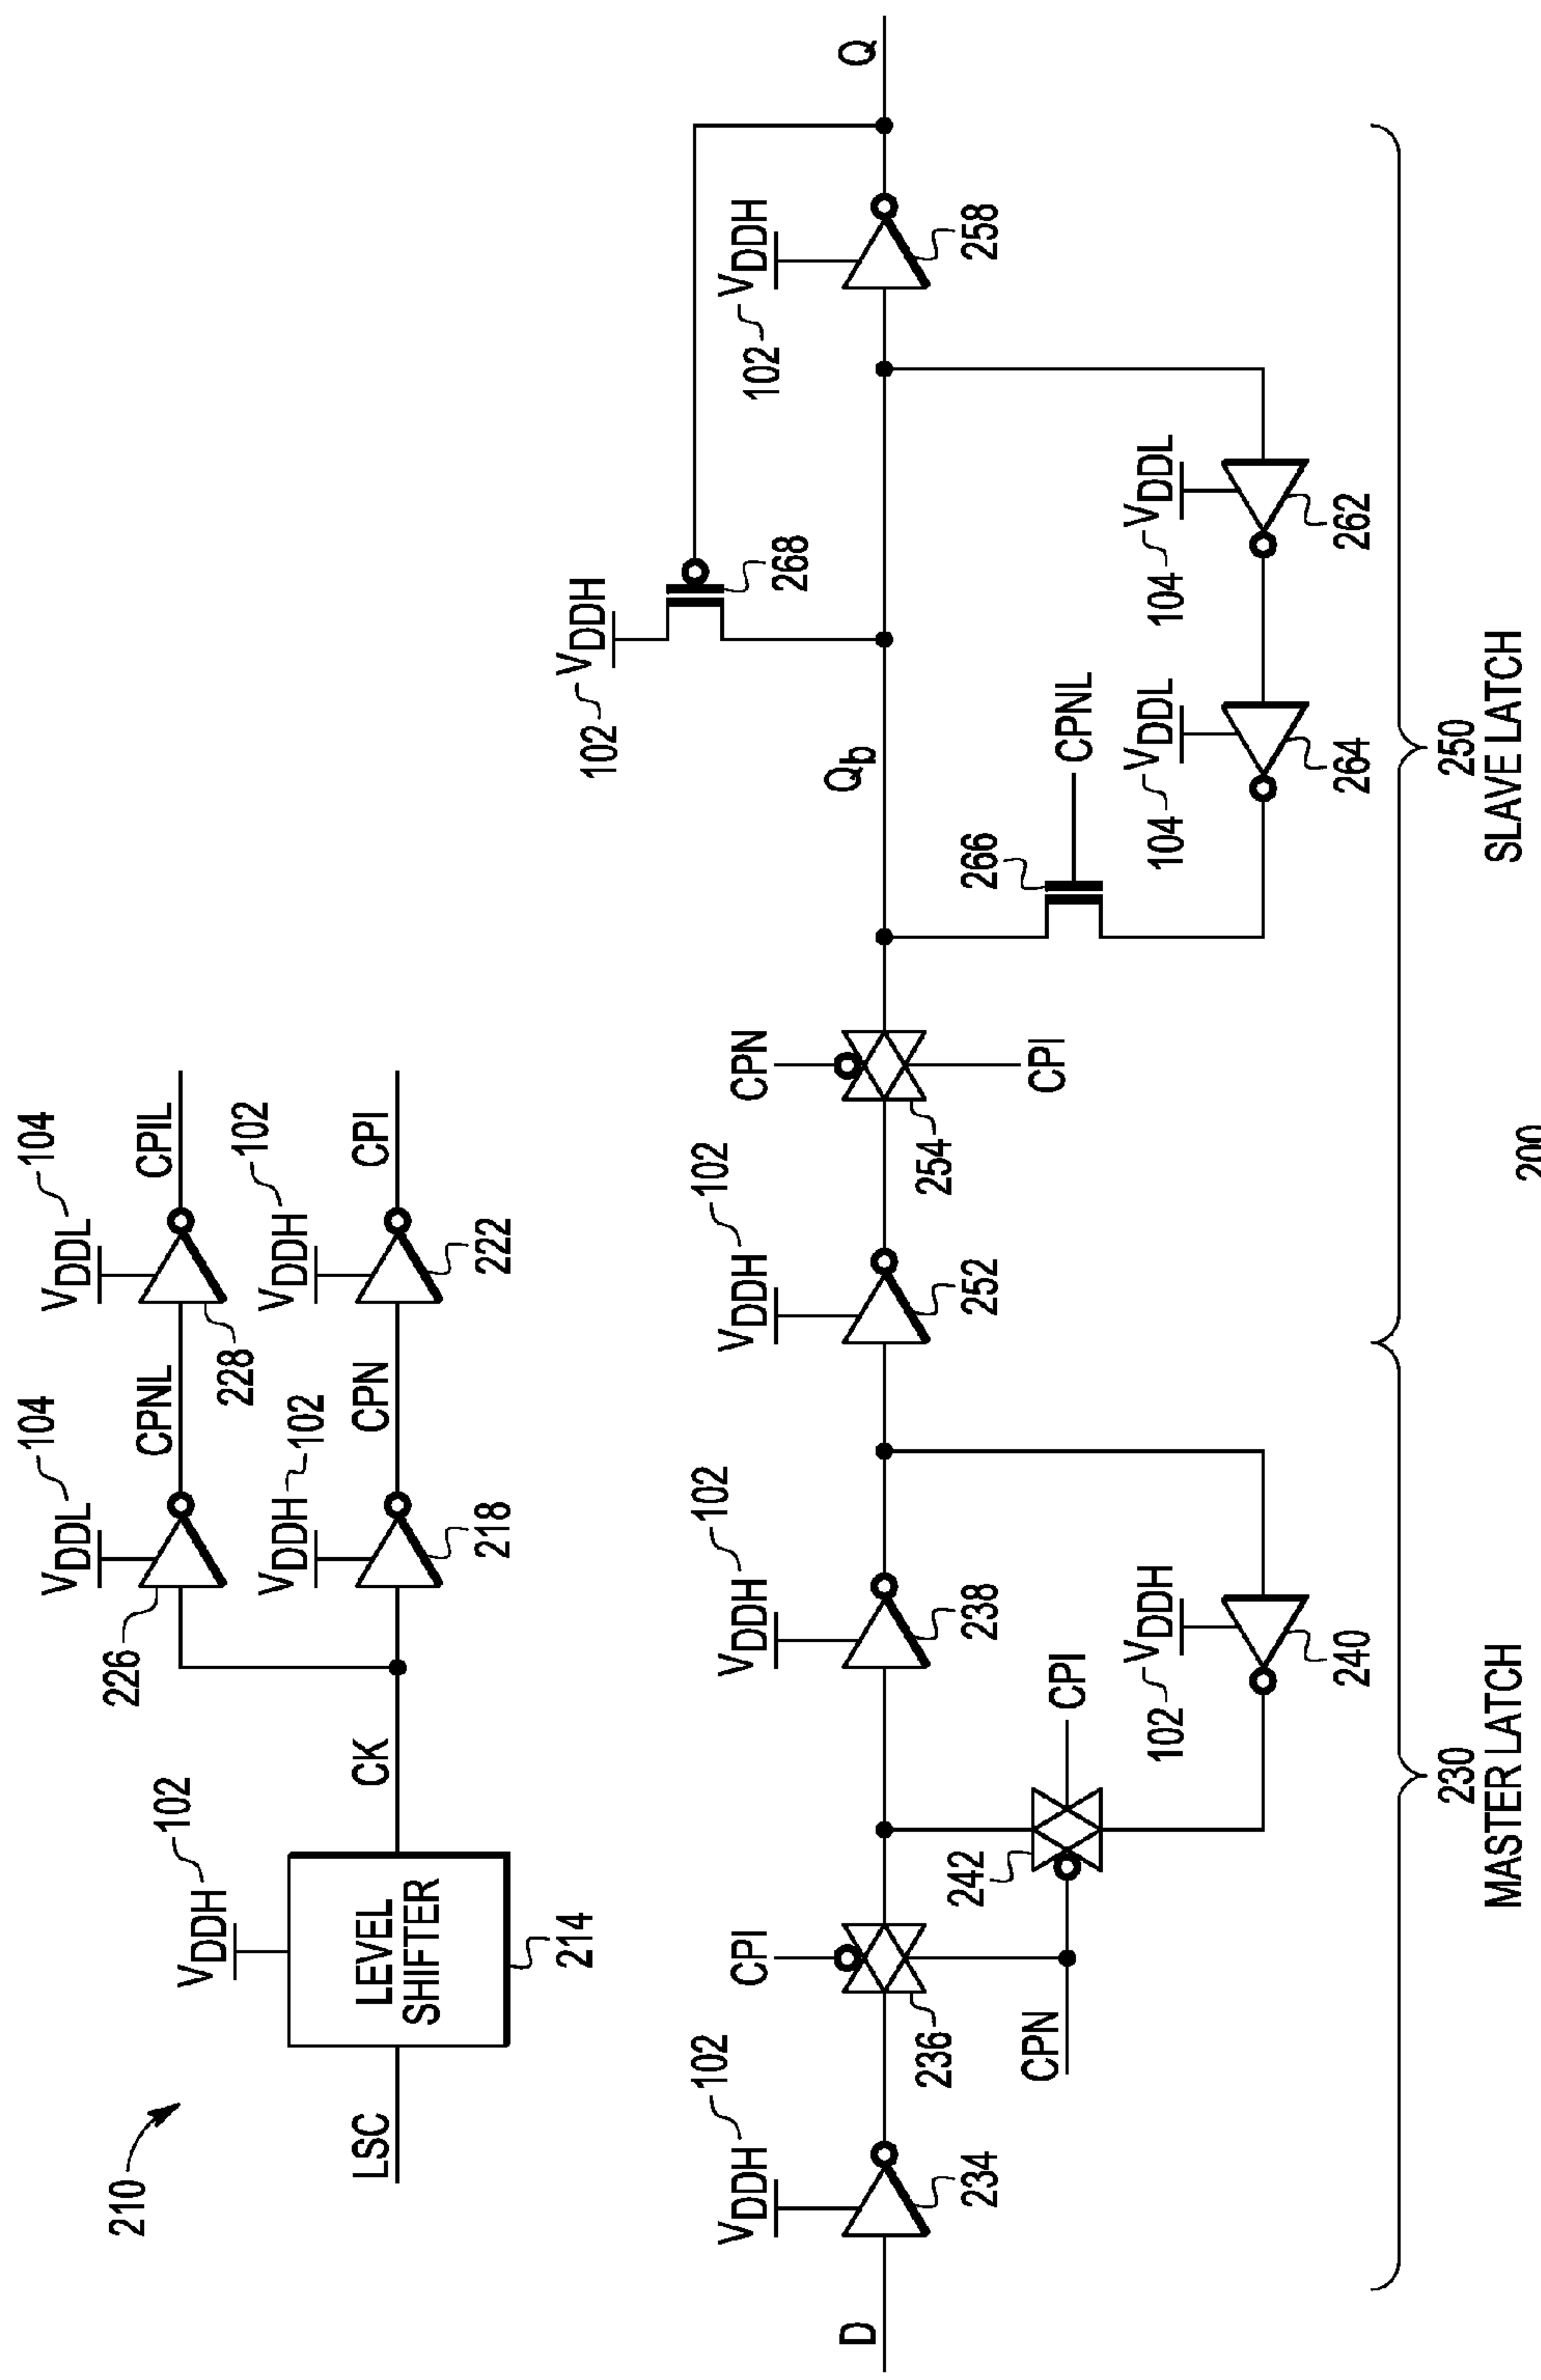 210
LSC
LEVEL
SHIFTER
214
VDDH
102
CK
226
VDDL
104
CPNL
228
VDDL
104
CPIL
218
VDDH
102
CPN
222
VDDH
102
CPI
D
234
VDDH
102
236
CPI
CPN
242
CPI
238
VDDH
102
240
102
VDDH
252
VDDH
102
254
CPN
CPI
Qb
266
CPNL
264
104
VDDL
262
104
VDDL
268
102
VDDH
258
102
VDDH
Q
230
MASTER LATCH
250
SLAVE LATCH
200